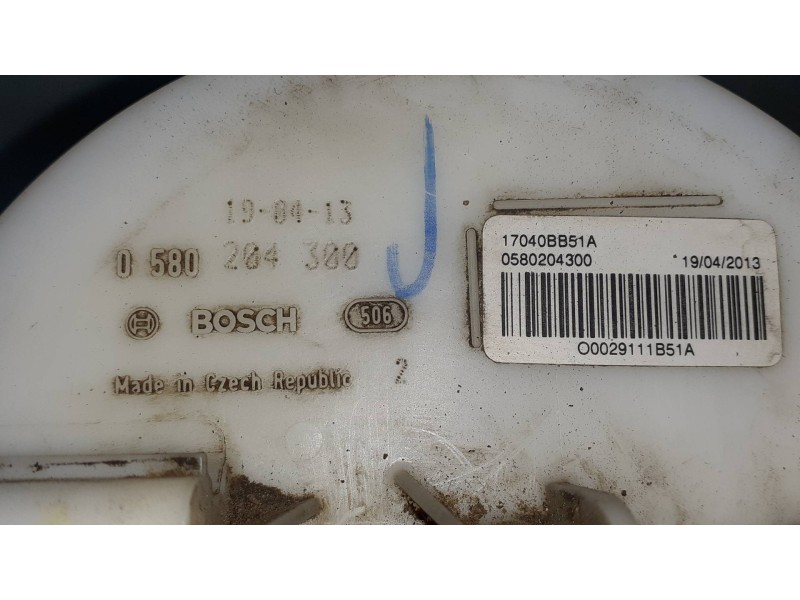 19-04-13
0 580 204 300
BOSCH 506
Made in Czech Republic 2
17040BB51A
0580204300 * 19/04/2013
O0029111B51A